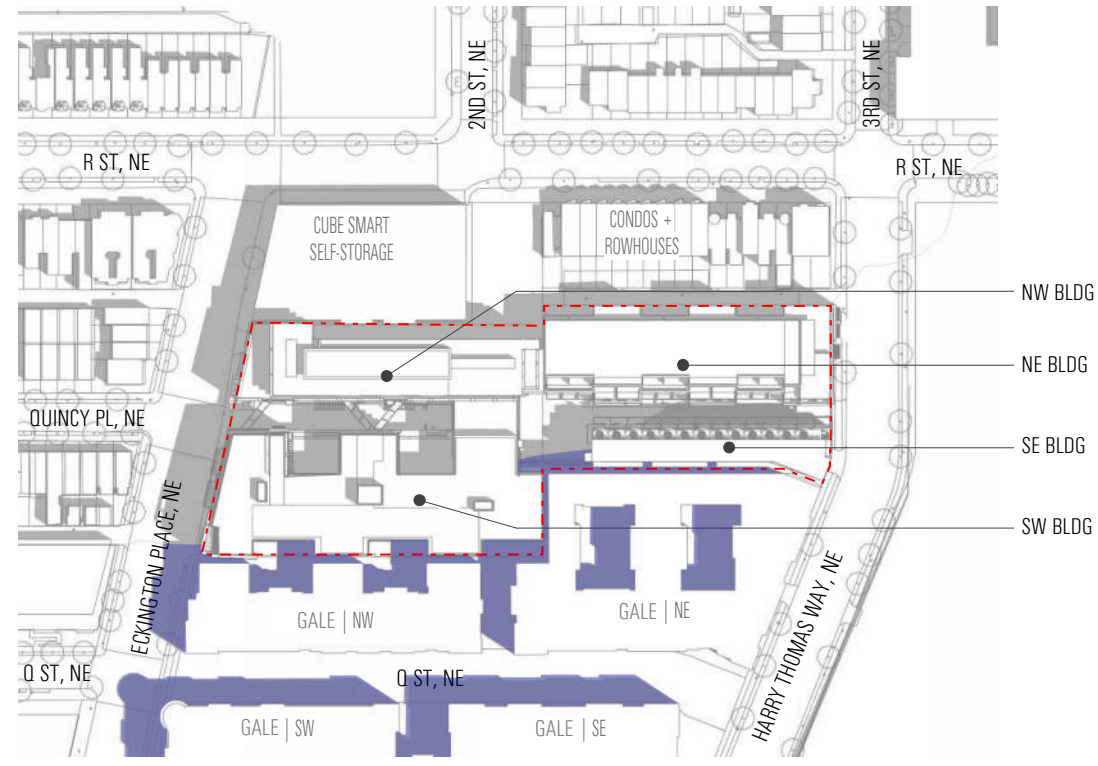 2ND ST, NE
3RD ST, NE
R ST, NE
R ST, NE
CUBE SMART
SELF-STORAGE
CONDOS +
ROWHOUSES
NW BLDG
NE BLDG
QUINCY PL, NE
SE BLDG
SW BLDG
ECKINGTON PLACE, NE
GALE | NW
GALE | NE
HARRY THOMAS WAY, NE
Q ST, NE
Q ST, NE
GALE | SW
GALE | SE